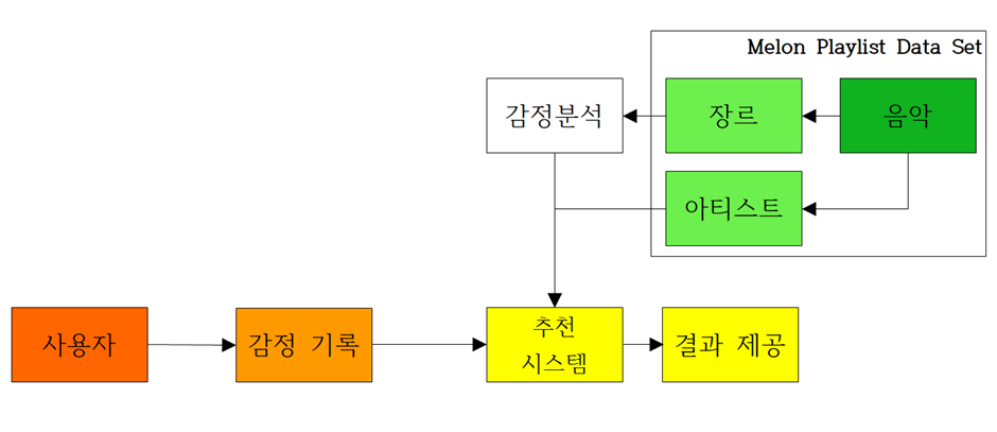 Melon Playlist Data Set
감정분석
장르
음악
아티스트
사용자
감정 기록
추천
시스템
결과 제공